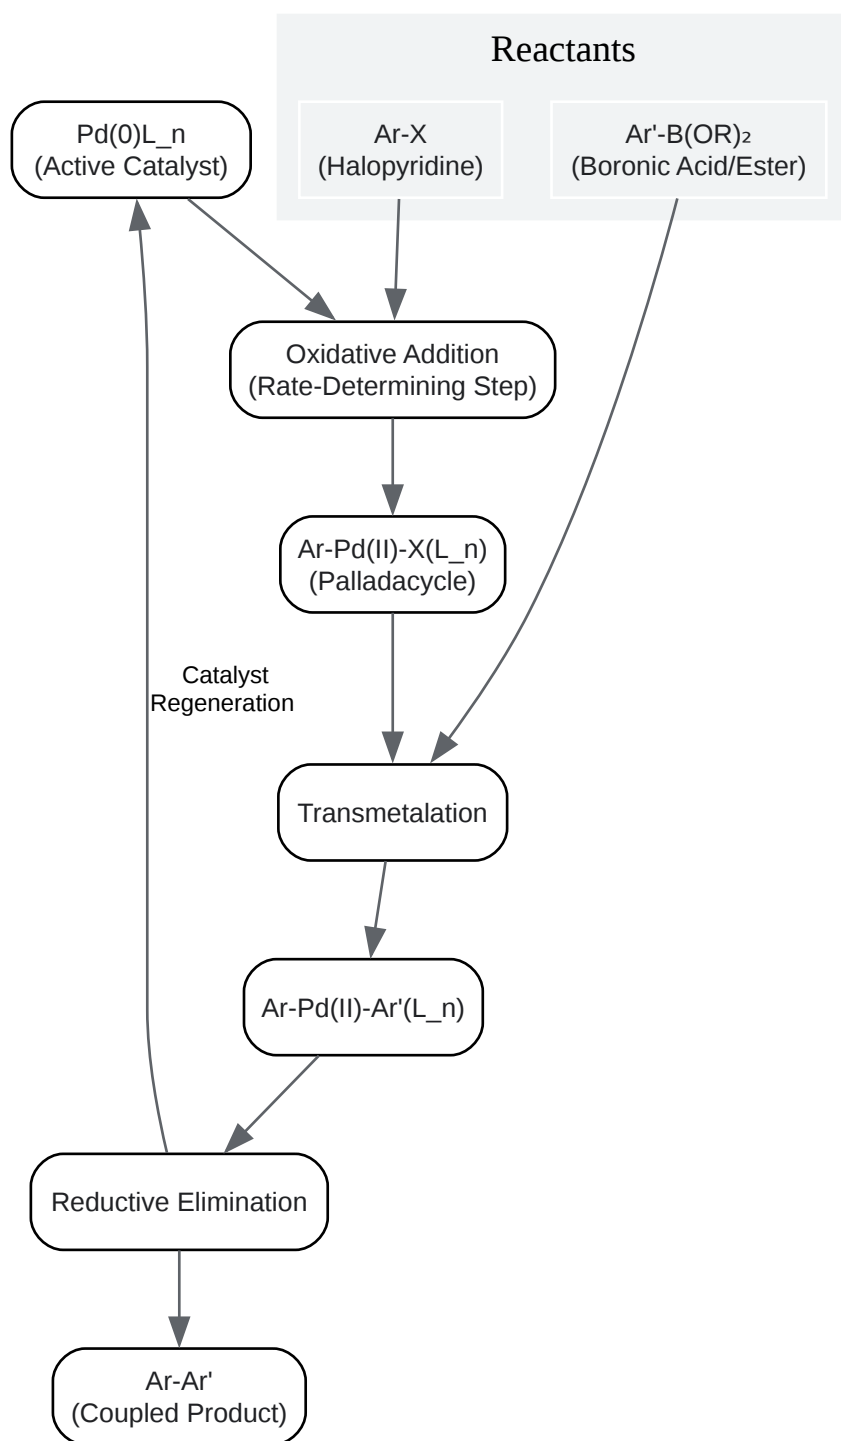 Reactants
Pd(0)L_n
(Active Catalyst)
Ar-X
(Halopyridine)
Ar'-B(OR)₂
(Boronic Acid/Ester)
Oxidative Addition
(Rate-Determining Step)
Ar-Pd(II)-X(L_n)
(Palladacycle)
Catalyst
Regeneration
Transmetalation
Ar-Pd(II)-Ar'(L_n)
Reductive Elimination
Ar-Ar'
(Coupled Product)